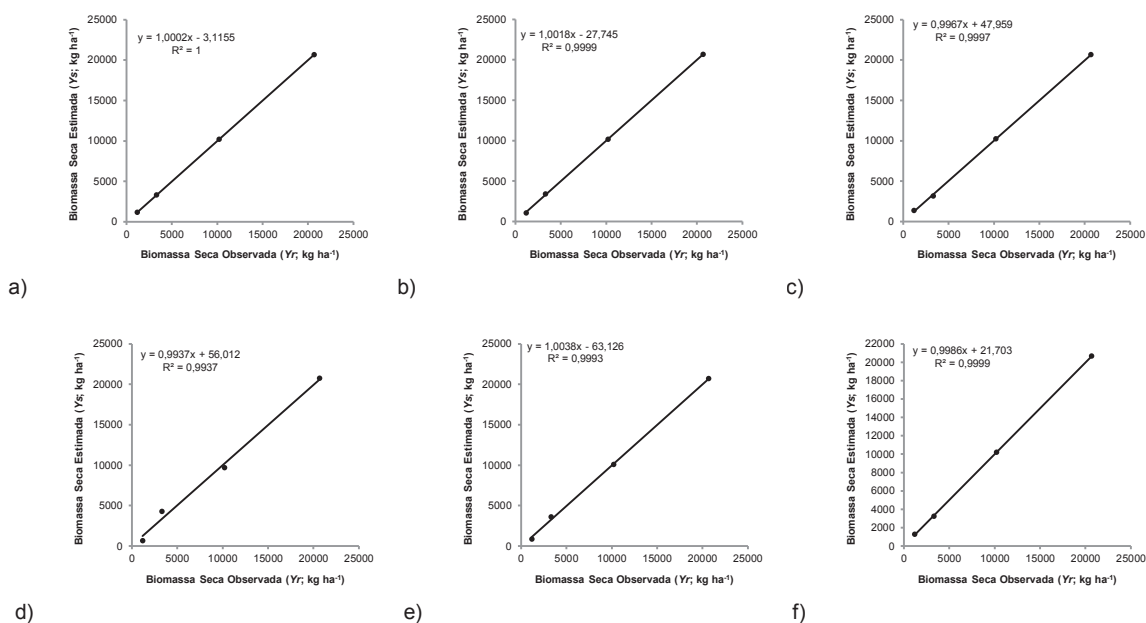 25000
y = 1,0002x - 3,1155
R² = 1
20000
15000
10000
5000
0
0 5000 10000 15000 20000 25000
Biomassa Seca Estimada (Ys; kg ha-1)
Biomassa Seca Observada (Yr; kg ha-1)
a)
25000
y = 1,0018x - 27,745
R² = 0,9999
20000
15000
10000
5000
0
0 5000 10000 15000 20000 25000
Biomassa Seca Estimada (Ys; kg ha-1)
Biomassa Seca Observada (Yr; kg ha-1)
b)
25000
y = 0,9967x + 47,959
R² = 0,9997
20000
15000
10000
5000
0
0 5000 10000 15000 20000 25000
Biomassa Seca Estimada (Ys; kg ha-1)
Biomassa Seca Observada (Yr; kg ha-1)
c)
25000
y = 0,9937x + 56,012
R² = 0,9937
20000
15000
10000
5000
0
0 5000 10000 15000 20000 25000
Biomassa Seca Estimada (Ys; kg ha-1)
Biomassa Seca Observada (Yr; kg ha-1)
d)
25000
y = 1,0038x - 63,126
R² = 0,9993
20000
15000
10000
5000
0
0 5000 10000 15000 20000 25000
Biomassa Seca Estimada (Ys; kg ha-1)
Biomassa Seca Observada (Yr; kg ha-1)
e)
y = 0,9986x + 21,703
R² = 0,9999
22000
20000
18000
16000
14000
12000
10000
8000
6000
4000
2000
0 5000 10000 15000 20000 25000
Biomassa Seca Estimada (Ys; kg ha-1)
Biomassa Seca Observada (Yr; kg ha-1)
f)